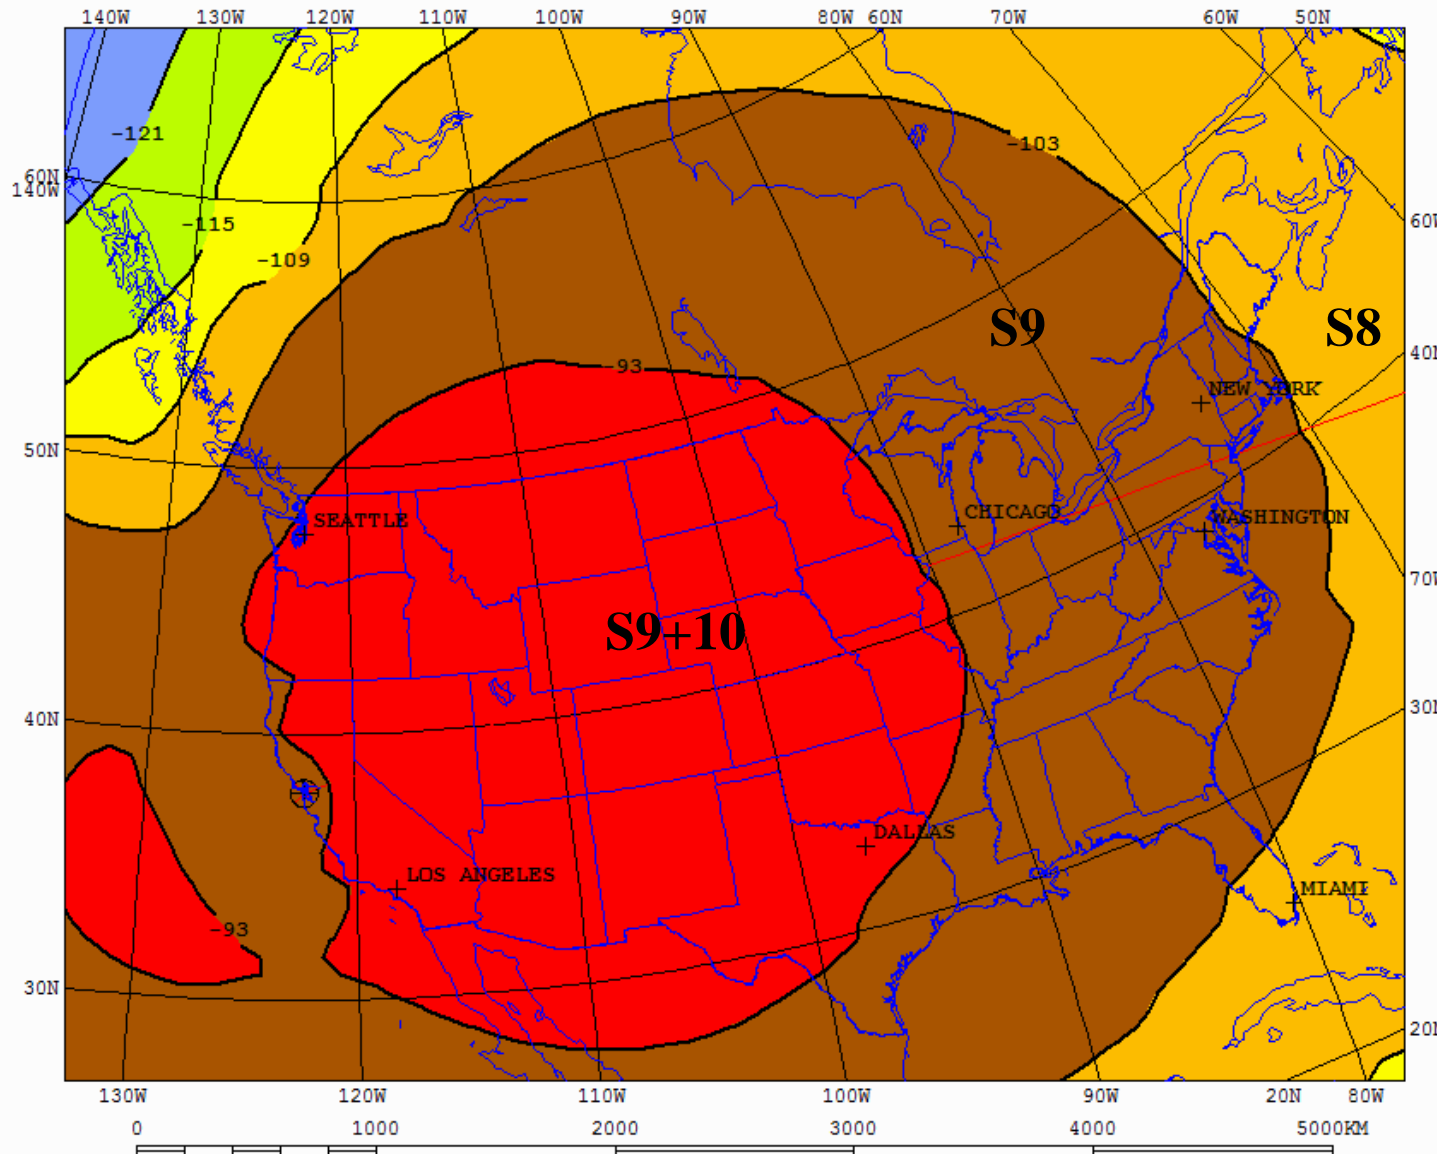 140W 130W 120W 110W 100W 90W 80W 60N 70W 60W 50N
-121
-103
60N
140W
-115
60W
-109
S9 S8
40N
-93
NEW YORK
50N
CHICAGO
WASHINGTON
SEATTLE
70W
S9+10
30N
40N
DALLAS
LOS ANGELES
MIAMI
-93
30N
20N
130W 120W 110W 100W 90W 20N 80W
0 1000 2000 3000 4000 5000KM